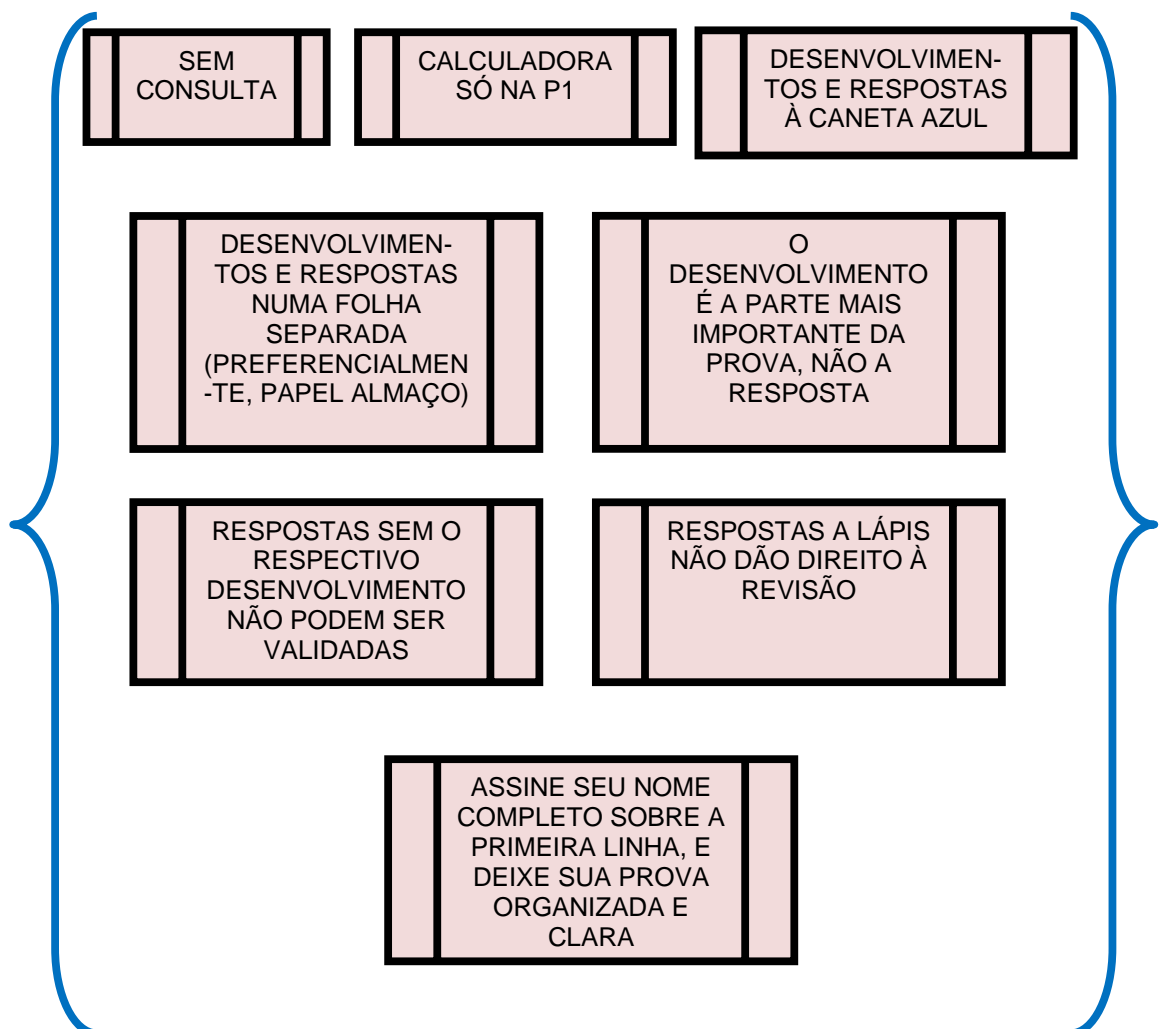 SEM
CONSULTA
CALCULADORA
SÓ NA P1
DESENVOLVIMEN-
TOS E RESPOSTAS
À CANETA AZUL
DESENVOLVIMEN-
TOS E RESPOSTAS
NUMA FOLHA
SEPARADA
(PREFERENCIALMEN
-TE, PAPEL ALMAÇO)
O
DESENVOLVIMENTO
É A PARTE MAIS
IMPORTANTE DA
PROVA, NÃO A
RESPOSTA
RESPOSTAS SEM O
RESPECTIVO
DESENVOLVIMENTO
NÃO PODEM SER
VALIDADAS
RESPOSTAS A LÁPIS
NÃO DÃO DIREITO À
REVISÃO
ASSINE SEU NOME
COMPLETO SOBRE A
PRIMEIRA LINHA, E
DEIXE SUA PROVA
ORGANIZADA E
CLARA